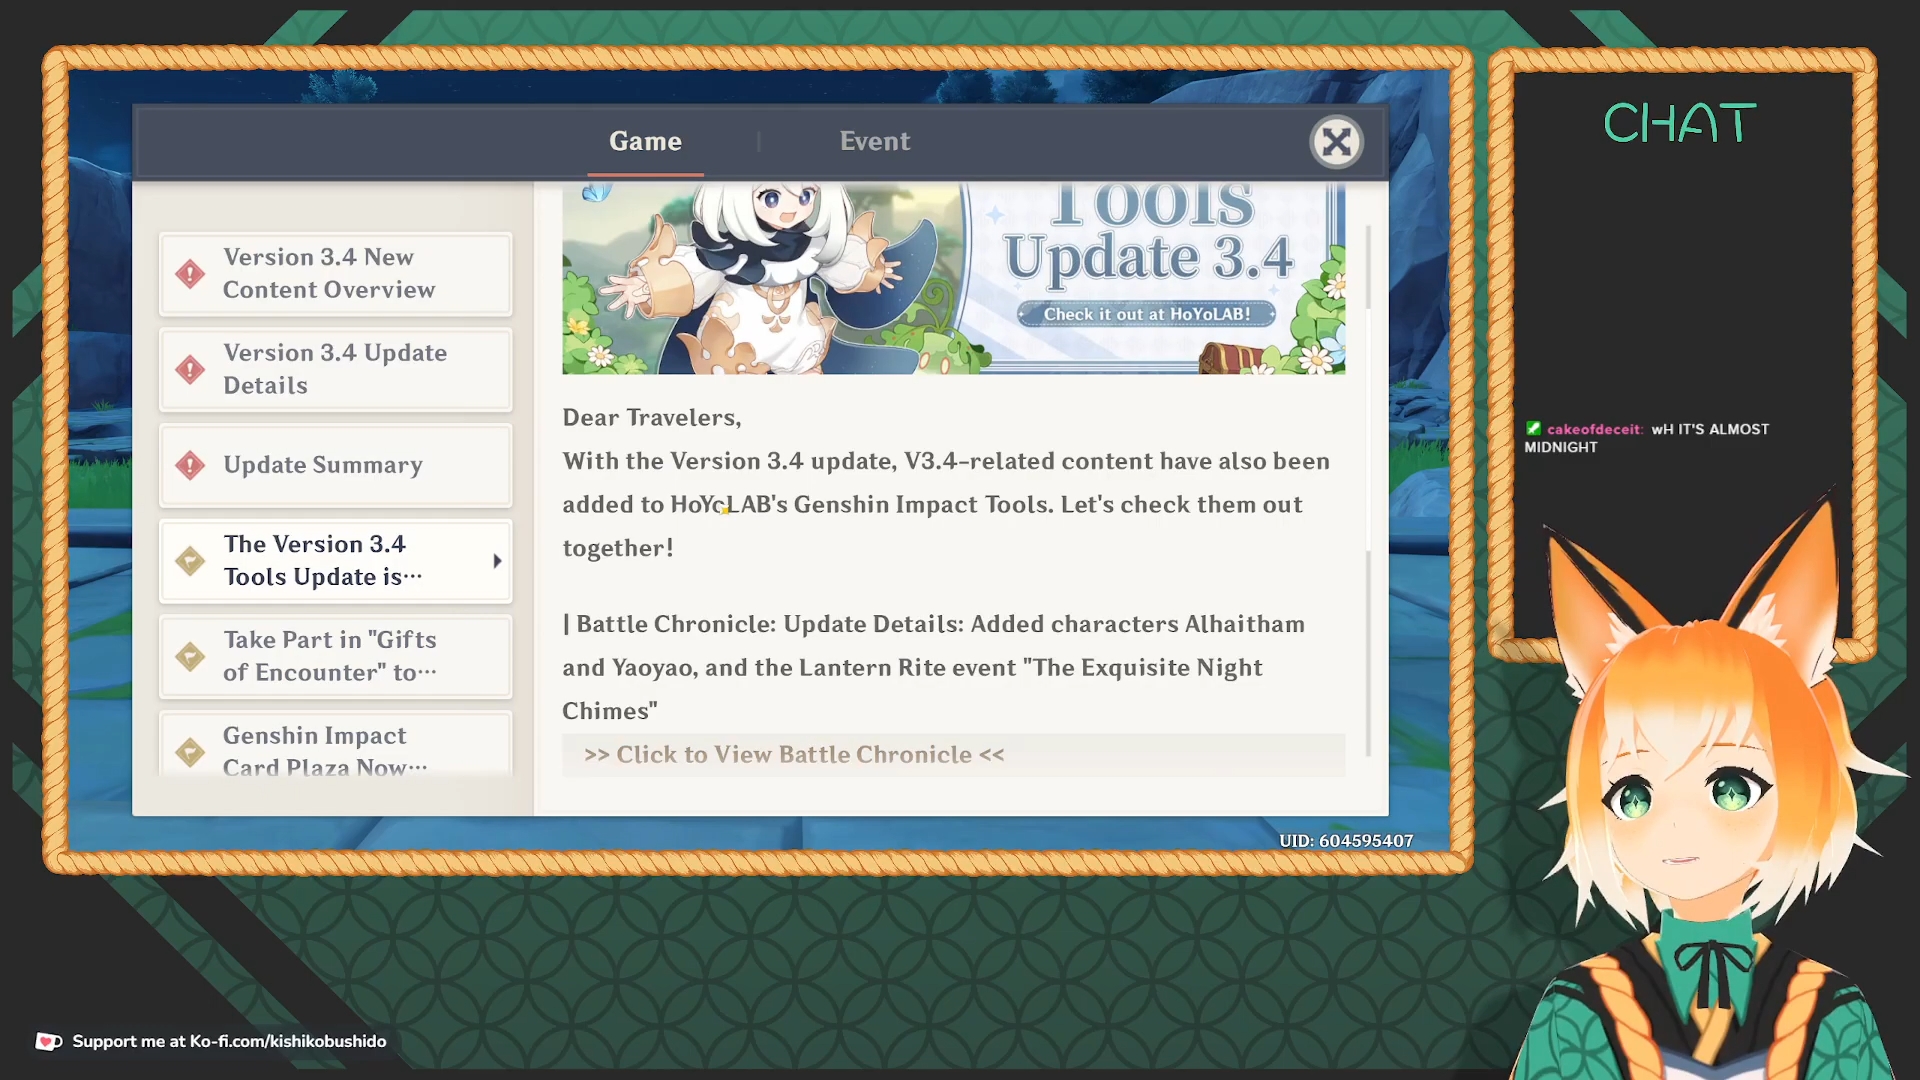 Game
Event
CHAT
Version 3.4 New
Content Overview
Version 3.4 Update
Details
Update Summary
The Version 3.4
Tools Update is···
Take Part in "Gifts
of Encounter" to···
Genshin Impact
Card Plaza Now···
Tools
Update 3.4
Check it out at HoYoLAB!
Dear Travelers,
With the Version 3.4 update, V3.4-related content have also been
added to HoYoLAB's Genshin Impact Tools. Let's check them out
together!
| Battle Chronicle: Update Details: Added characters Alhaitham
and Yaoyao, and the Lantern Rite event "The Exquisite Night
Chimes"
>> Click to View Battle Chronicle <<
UID: 604595407
cakeofdeceit: wH IT'S ALMOST
MIDNIGHT
Support me at Ko-fi.com/kishikobushido